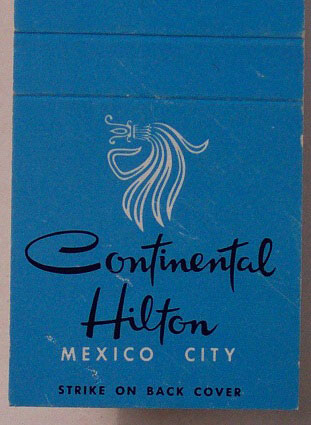 Continental
Hilton
MEXICO CITY
STRIKE ON BACK COVER